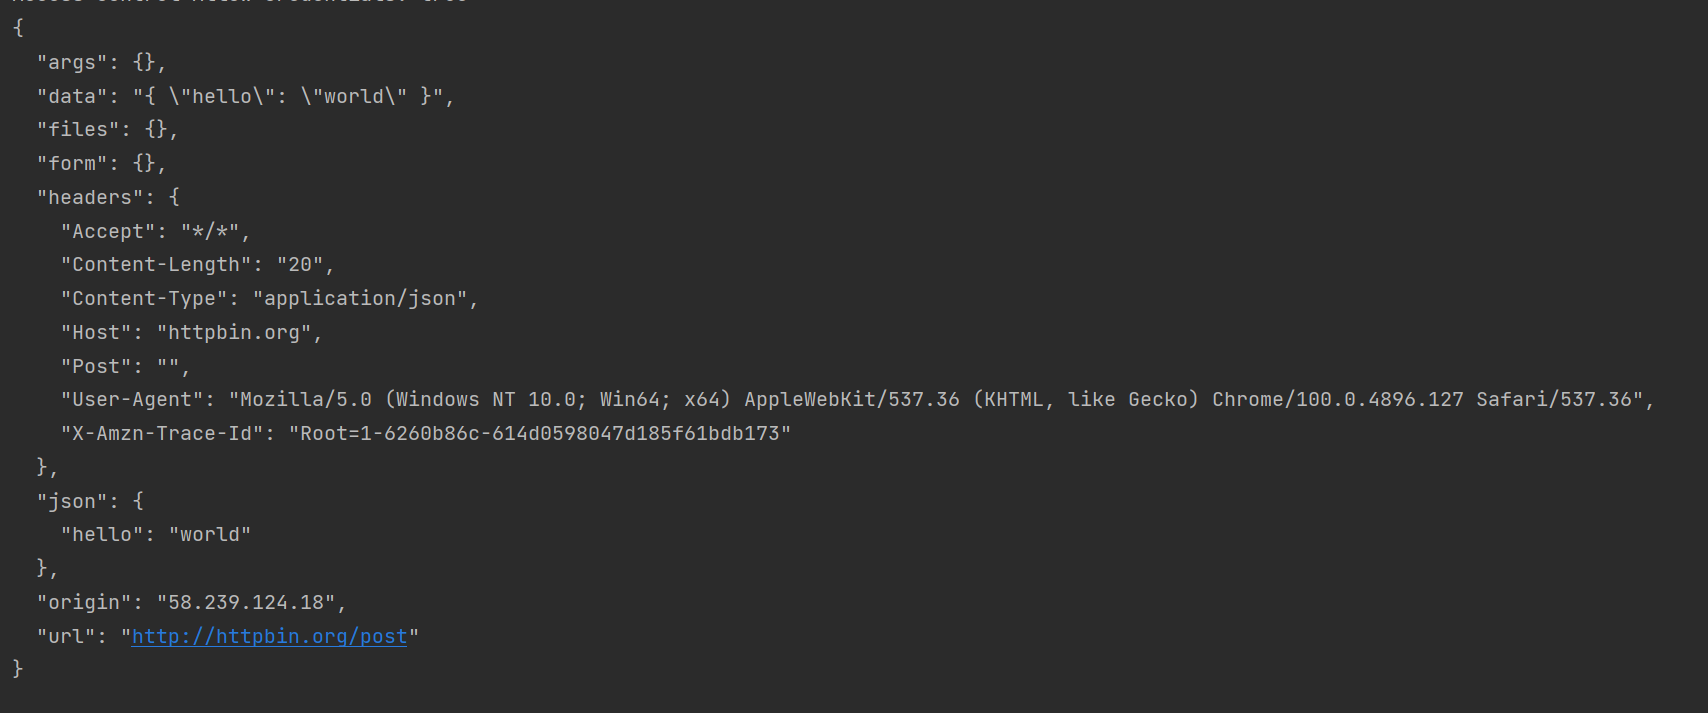 {
  "args": {},
  "data": "{ \"hello\": \"world\" }",
  "files": {},
  "form": {},
  "headers": {
    "Accept": "*/*",
    "Content-Length": "20",
    "Content-Type": "application/json",
    "Host": "httpbin.org",
    "Post": "",
    "User-Agent": "Mozilla/5.0 (Windows NT 10.0; Win64; x64) AppleWebKit/537.36 (KHTML, like Gecko) Chrome/100.0.4896.127 Safari/537.36",
    "X-Amzn-Trace-Id": "Root=1-6260b86c-614d0598047d185f61bdb173"
  },
  "json": {
    "hello": "world"
  },
  "origin": "58.239.124.18",
  "url": "http://httpbin.org/post"
}